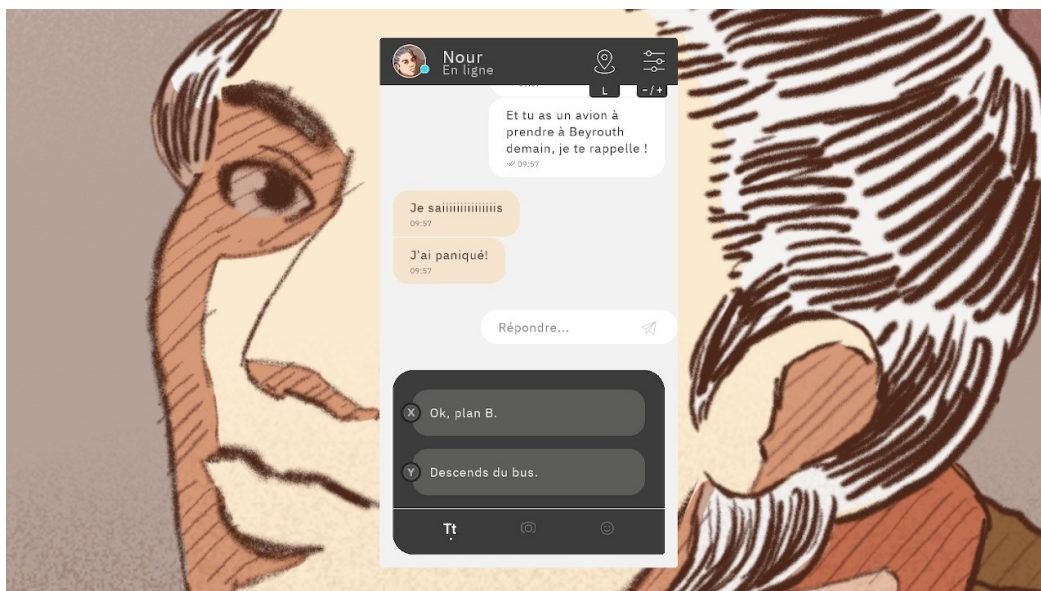 Nour
En ligne
L
-/+
Et tu as un avion à
prendre à Beyrouth
demain, je te rappelle !
09:57
Je saiiiiiiiiiiiiiiis
09:57
J'ai paniqué!
09:57
Répondre...
X
Ok, plan B.
Y
Descends du bus.
Tt